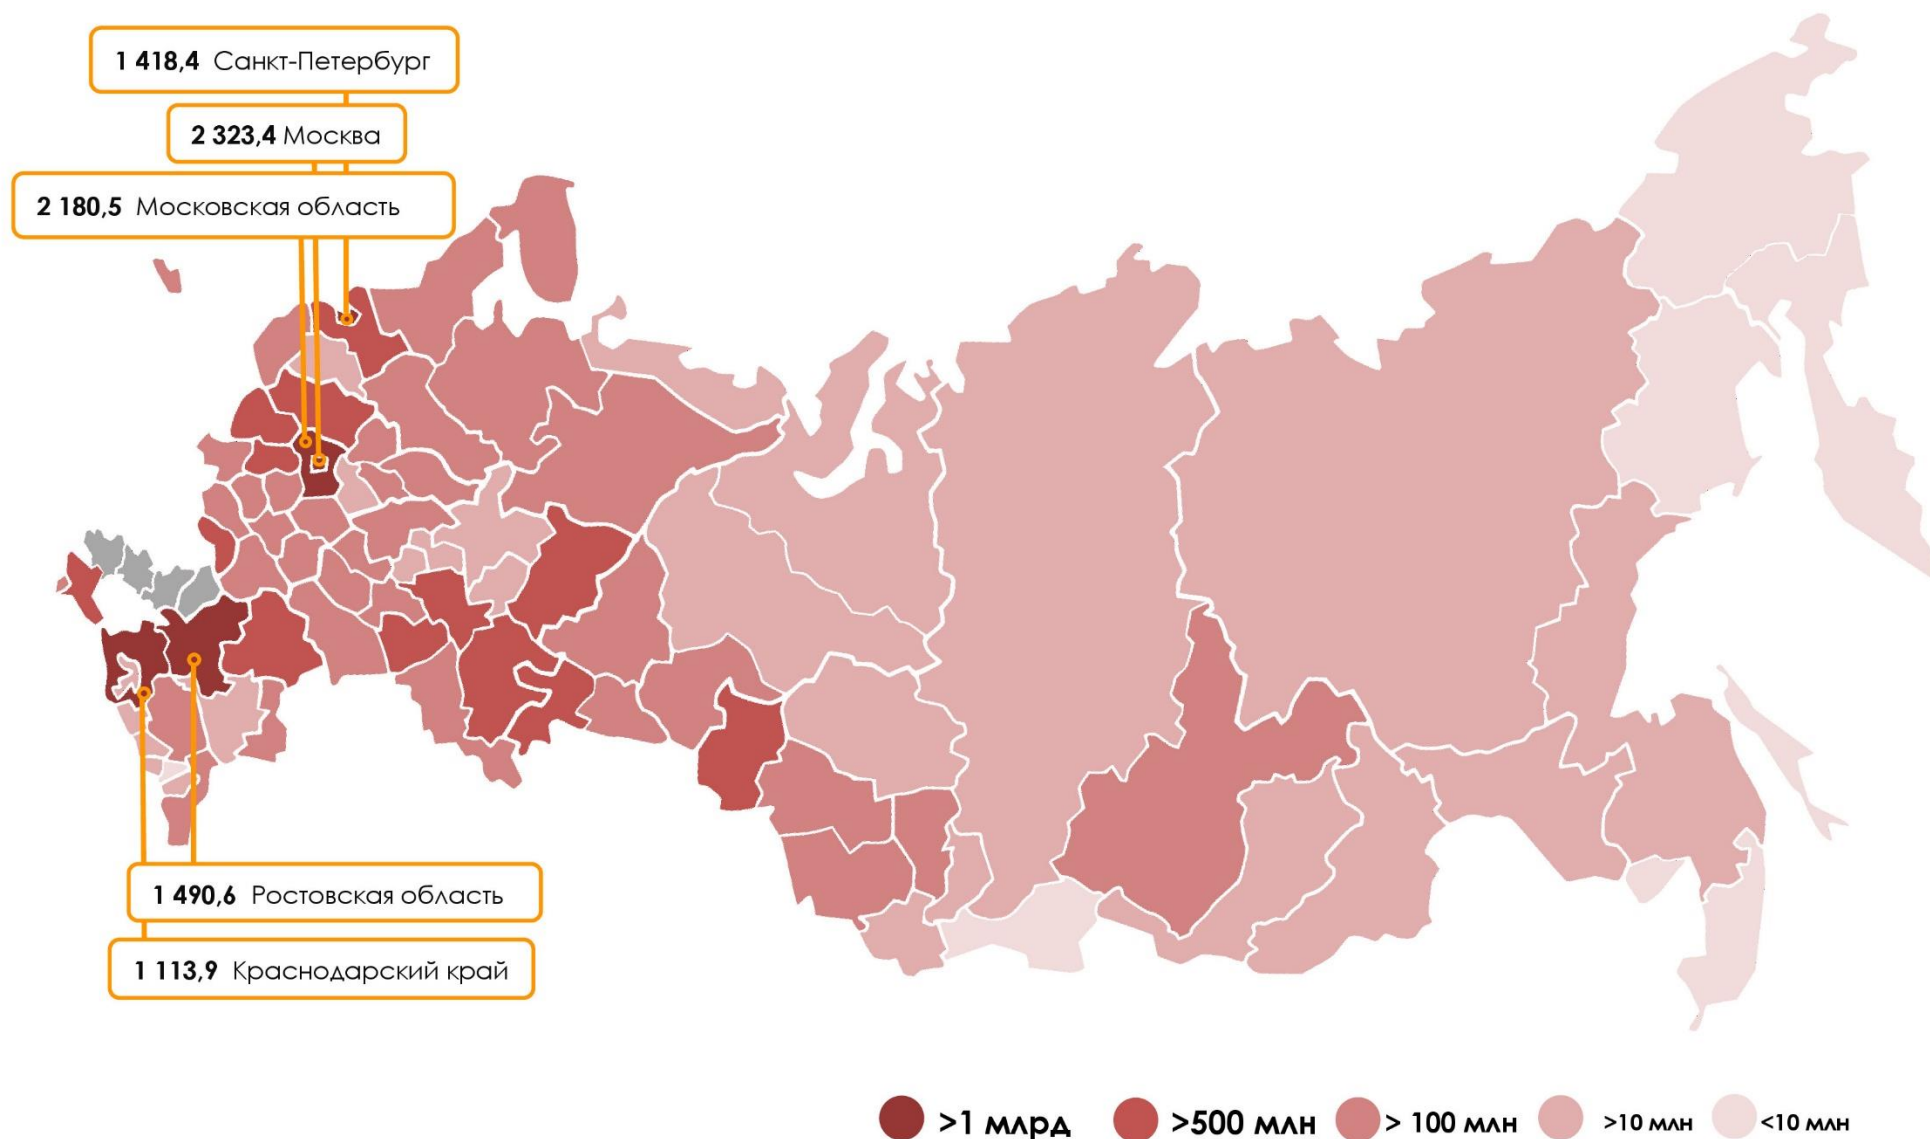 1 418,4 Санкт-Петербург
2 323,4 Москва
2 180,5 Московская область
1 490,6 Ростовская область
1 113,9 Краснодарский край
>1 млрд >500 млн > 100 млн >10 млн <10 млн